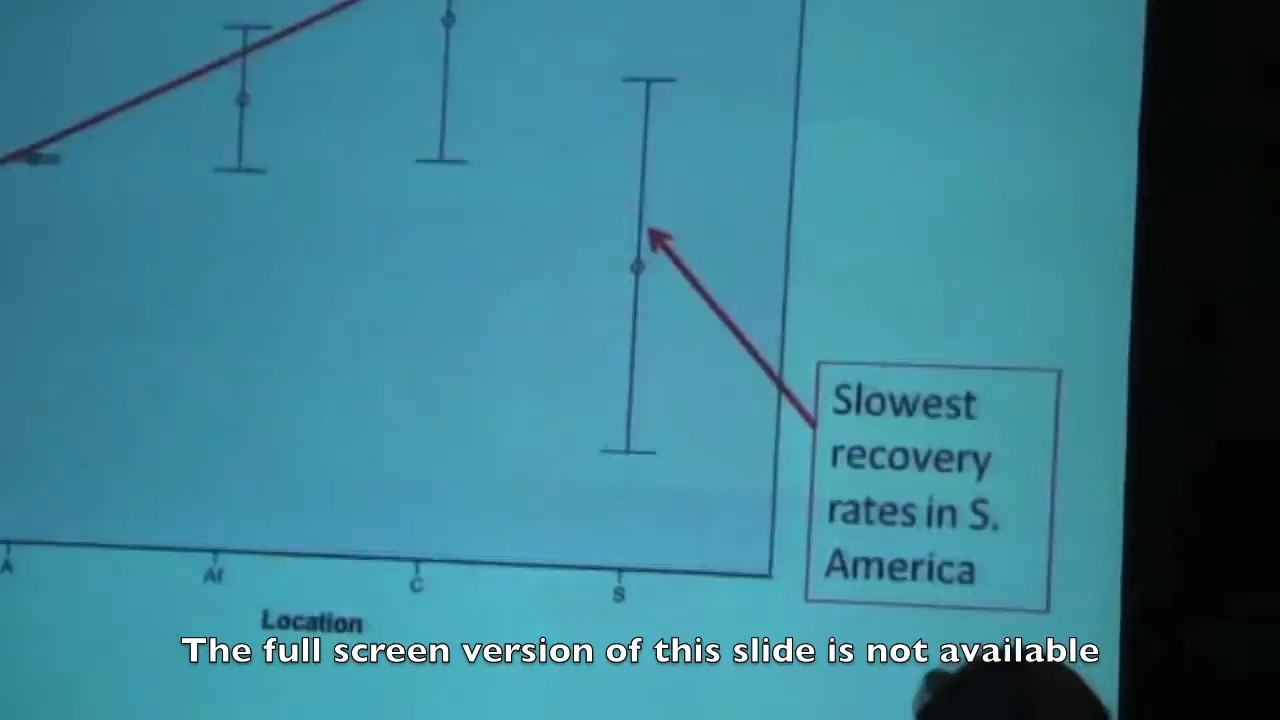 Slowest
recovery
rates in S.
America
A
Af
C
S
Location
The full screen version of this slide is not available